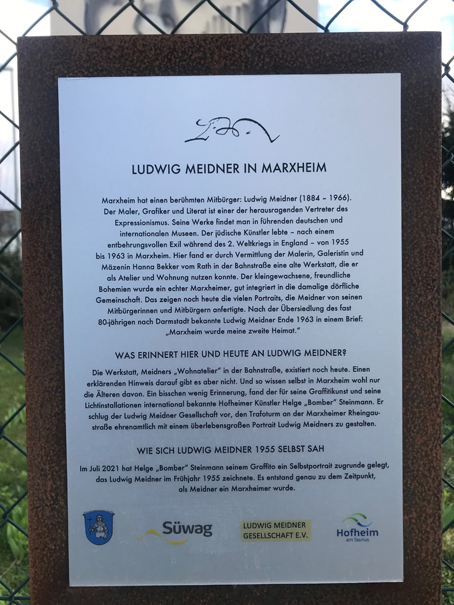 L.M.
LUDWIG MEIDNER IN MARXHEIM
Marxheim hat einen berühmten Mitbürger: Ludwig Meidner (1884 – 1966).
Der Maler, Grafiker und Literat ist einer der herausragenden Vertreter des
Expressionismus. Seine Werke findet man in führenden deutschen und
internationalen Museen. Der jüdische Künstler lebte – nach einem
entbehrungsvollen Exil während des 2. Weltkriegs in England – von 1955
bis 1963 in Marxheim. Hier fand er durch Vermittlung der Malerin, Galeristin und
Mäzenin Hanna Bekker vom Rath in der Bahnstraße eine alte Werkstatt, die er
als Atelier und Wohnung nutzen konnte. Der kleingewachsene, freundliche
Bohemien wurde ein echter Marxheimer, gut integriert in die damalige dörfliche
Gemeinschaft. Das zeigen noch heute die vielen Portraits, die Meidner von seinen
Mitbürgerinnen und Mitbürgern anfertigte. Nach der Übersiedlung des fast
80-jährigen nach Darmstadt bekannte Ludwig Meidner Ende 1963 in einem Brief:
„Marxheim wurde meine zweite Heimat.“
WAS ERINNERT HIER UND HEUTE AN LUDWIG MEIDNER?
Die Werkstatt, Meidners „Wohnatelier“ in der Bahnstraße, existiert noch heute. Einen
erklärenden Hinweis darauf gibt es aber nicht. Und so wissen selbst in Marxheim wohl nur
die Älteren davon. Ein bisschen wenig Erinnerung, fand der für seine Graffitikunst und seine
Lichtinstallationen international bekannte Hofheimer Künstler Helge „Bomber“ Steinmann. Er
schlug der Ludwig Meidner Gesellschaft vor, den Trafoturm an der Marxheimer Rheingau-
straße ehrenamtlich mit einem überlebensgroßen Portrait Ludwig Meidners zu gestalten.
WIE SICH LUDWIG MEIDNER 1955 SELBST SAH
Im Juli 2021 hat Helge „Bomber“ Steinmann seinem Graffito ein Selbstportrait zugrunde gelegt,
das Ludwig Meidner im Frühjahr 1955 zeichnete. Es entstand genau zu dem Zeitpunkt,
als Meidner ein Marxheimer wurde.
Süwag
LUDWIG MEIDNER
GESELLSCHAFT E.V.
Hofheim
am Taunus